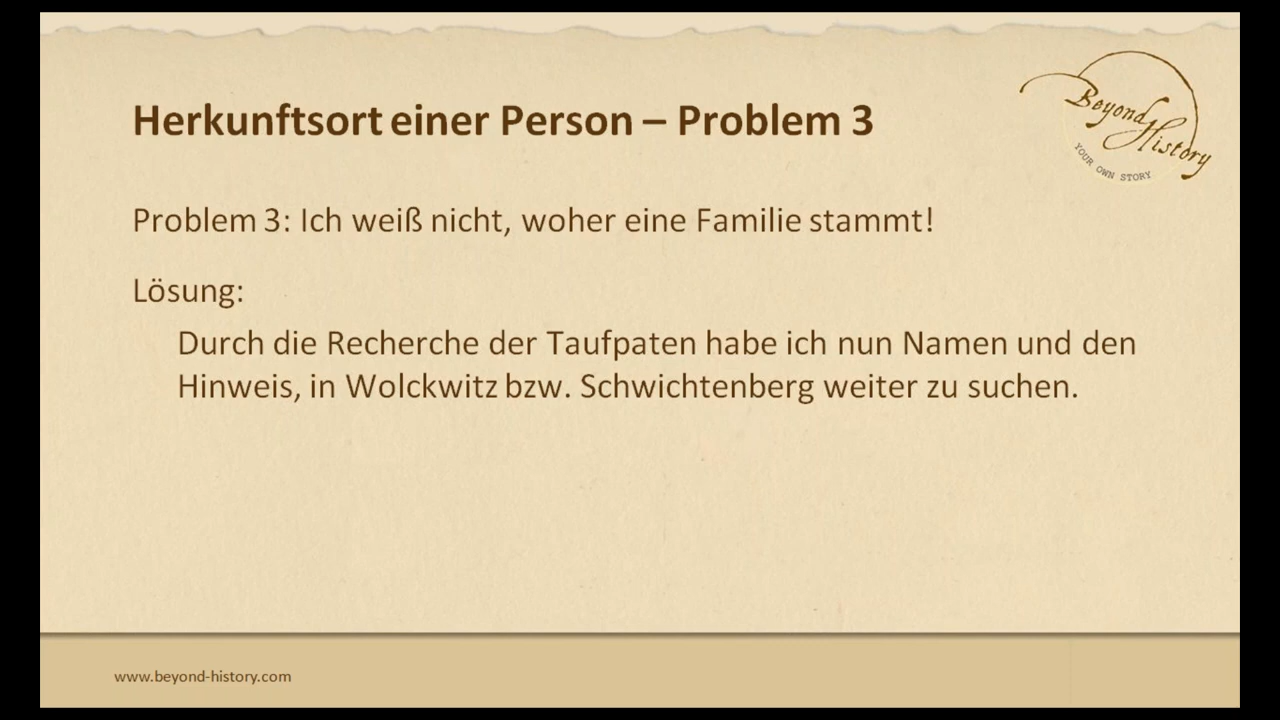 Herkunftsort einer Person – Problem 3
Beyond
History
YOUR OWN STORY
Problem 3: Ich weiß nicht, woher eine Familie stammt!
Lösung:
Durch die Recherche der Taufpaten habe ich nun Namen und den
Hinweis, in Wolckwitz bzw. Schwichtenberg weiter zu suchen.
www.beyond-history.com